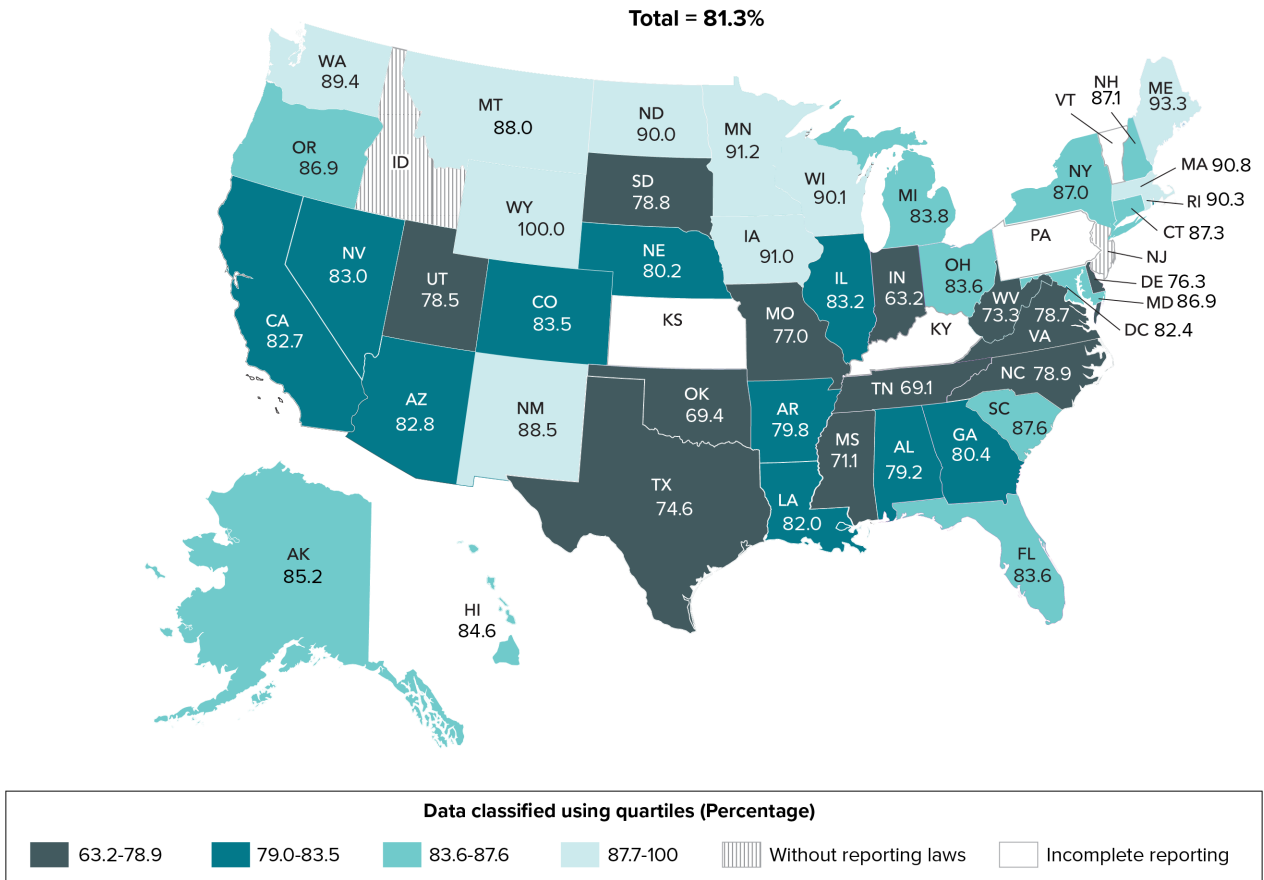 Total = 81.3%
WA
89.4
MT
88.0
ND
90.0
MN
91.2
VT
NH
87.1
ME
93.3
OR
86.9
ID
SD
78.8
WI
90.1
MI
83.8
NY
87.0
MA 90.8
RI 90.3
CT 87.3
WY
100.0
IA
91.0
PA
NJ
NV
83.0
UT
78.5
NE
80.2
IL
83.2
IN
63.2
OH
83.6
DE 76.3
MD 86.9
DC 82.4
WV
73.3
78.7
VA
CA
82.7
CO
83.5
KS
MO
77.0
KY
NC 78.9
TN 69.1
AZ
82.8
NM
88.5
OK
69.4
AR
79.8
SC
87.6
MS
71.1
AL
79.2
GA
80.4
TX
74.6
LA
82.0
AK
85.2
FL
83.6
HI
84.6
Data classified using quartiles (Percentage)
63.2-78.9 79.0-83.5 83.6-87.6 87.7-100 Without reporting laws Incomplete reporting